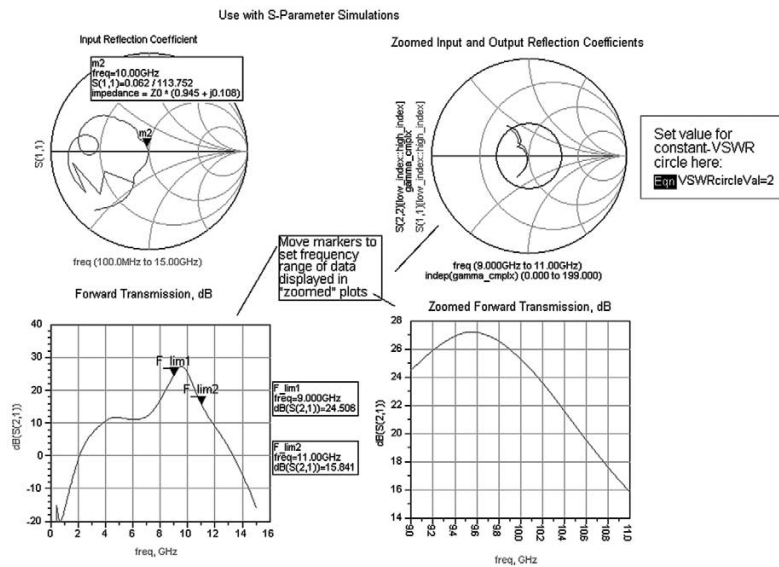 Use with S-Parameter Simulations
Input Reflection Coefficient
m2
freq=10.00GHz
S(1,1)=0.062 / 113.752
impedance = Z0 * (0.945 + j0.108)
m2
S(1,1)
freq (100.0MHz to 15.00GHz)
Zoomed Input and Output Reflection Coefficients
S(2,2)[low_index::high_index]
gamma_cmplx
S(1,1)[low_index::high_index]
freq (9.000GHz to 11.00GHz)
indep(gamma_cmplx) (0.000 to 199.000)
Set value for
constant-VSWR
circle here:
Eqn VSWRcircleVal=2
Move markers to
set frequency
range of data
displayed in
"zoomed" plots
Forward Transmission, dB
40
30
20
10
0
-10
-20
dB(S(2,1))
F_lim1
F_lim2
0 2 4 6 8 10 12 14 16
freq, GHz
F_lim1
freq=9.000GHz
dB(S(2,1))=24.506
F_lim2
freq=11.00GHz
dB(S(2,1))=15.841
Zoomed Forward Transmission, dB
28
26
24
22
20
18
16
14
dB(S(2,1))
9.0 9.2 9.4 9.6 9.8 10.0 10.2 10.4 10.6 10.8 11.0
freq, GHz